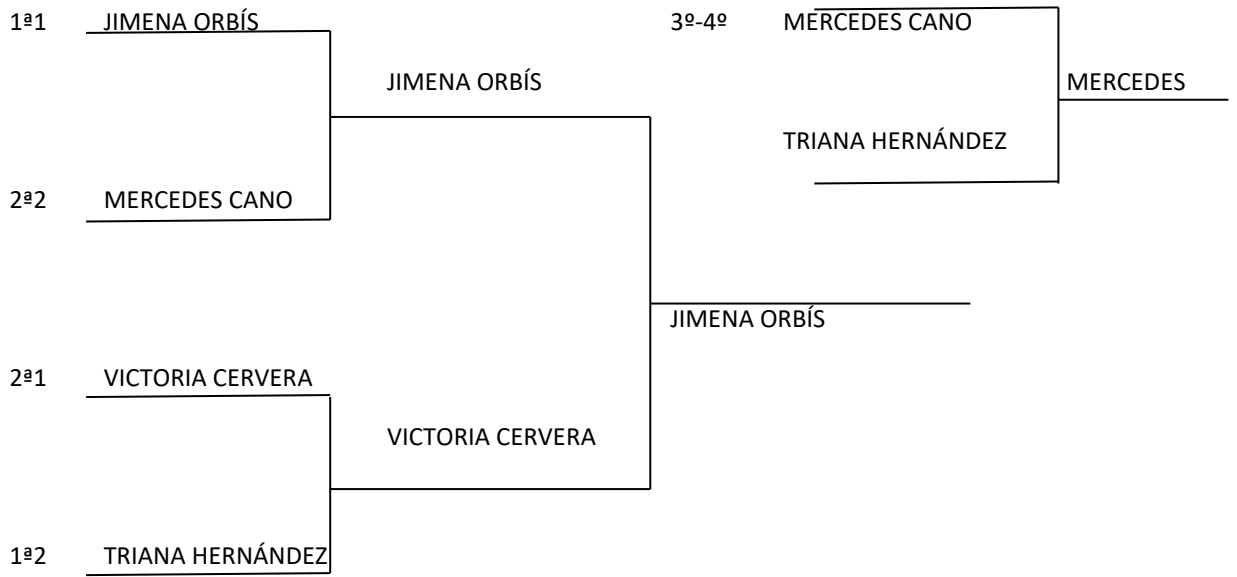 1ª1 JIMENA ORBÍS 3º-4º MERCEDES CANO
JIMENA ORBÍS MERCEDES
TRIANA HERNÁNDEZ
2ª2 MERCEDES CANO
JIMENA ORBÍS
2ª1 VICTORIA CERVERA
VICTORIA CERVERA
1ª2 TRIANA HERNÁNDEZ